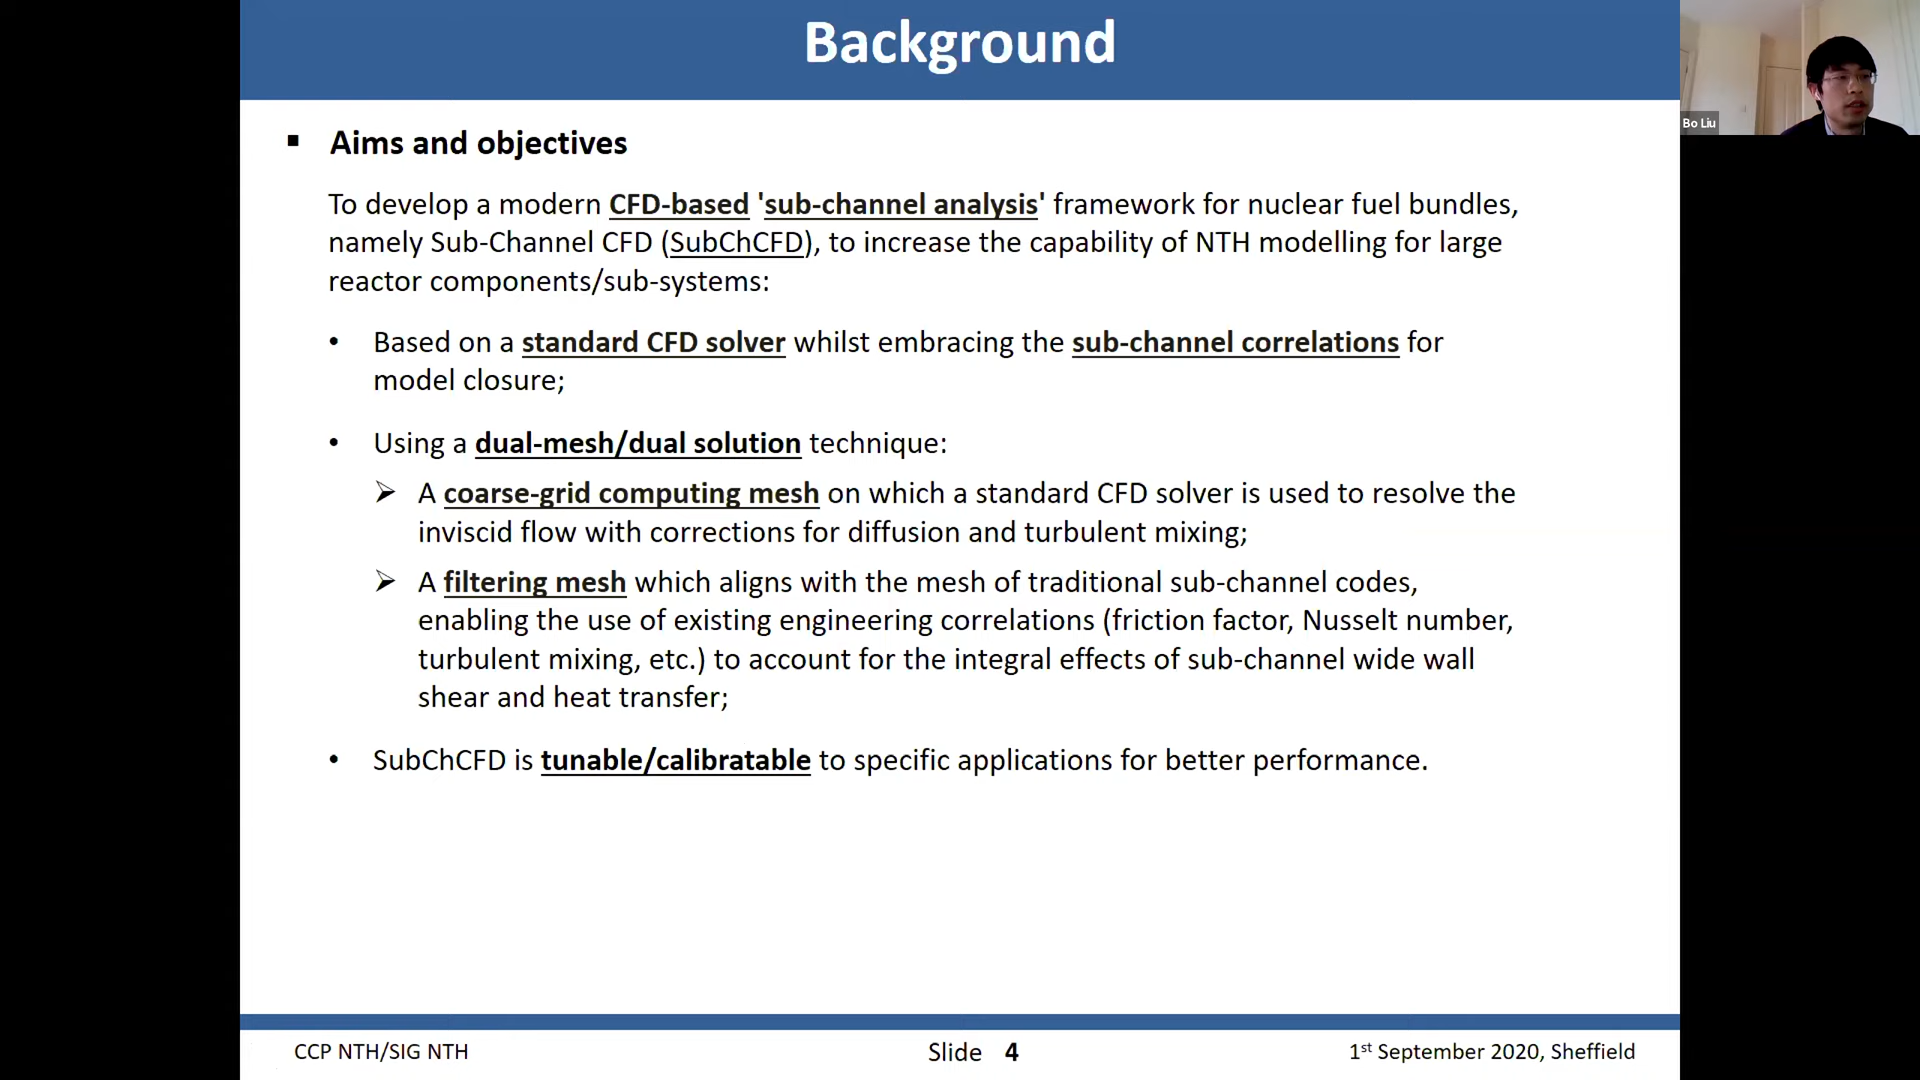 Background
Bo Liu
▪ Aims and objectives
To develop a modern CFD-based 'sub-channel analysis' framework for nuclear fuel bundles,
namely Sub-Channel CFD (SubChCFD), to increase the capability of NTH modelling for large
reactor components/sub-systems:
• Based on a standard CFD solver whilst embracing the sub-channel correlations for
model closure;
• Using a dual-mesh/dual solution technique:
➢ A coarse-grid computing mesh on which a standard CFD solver is used to resolve the
inviscid flow with corrections for diffusion and turbulent mixing;
➢ A filtering mesh which aligns with the mesh of traditional sub-channel codes,
enabling the use of existing engineering correlations (friction factor, Nusselt number,
turbulent mixing, etc.) to account for the integral effects of sub-channel wide wall
shear and heat transfer;
• SubChCFD is tunable/calibratable to specific applications for better performance.
CCP NTH/SIG NTH
Slide 4
1st September 2020, Sheffield